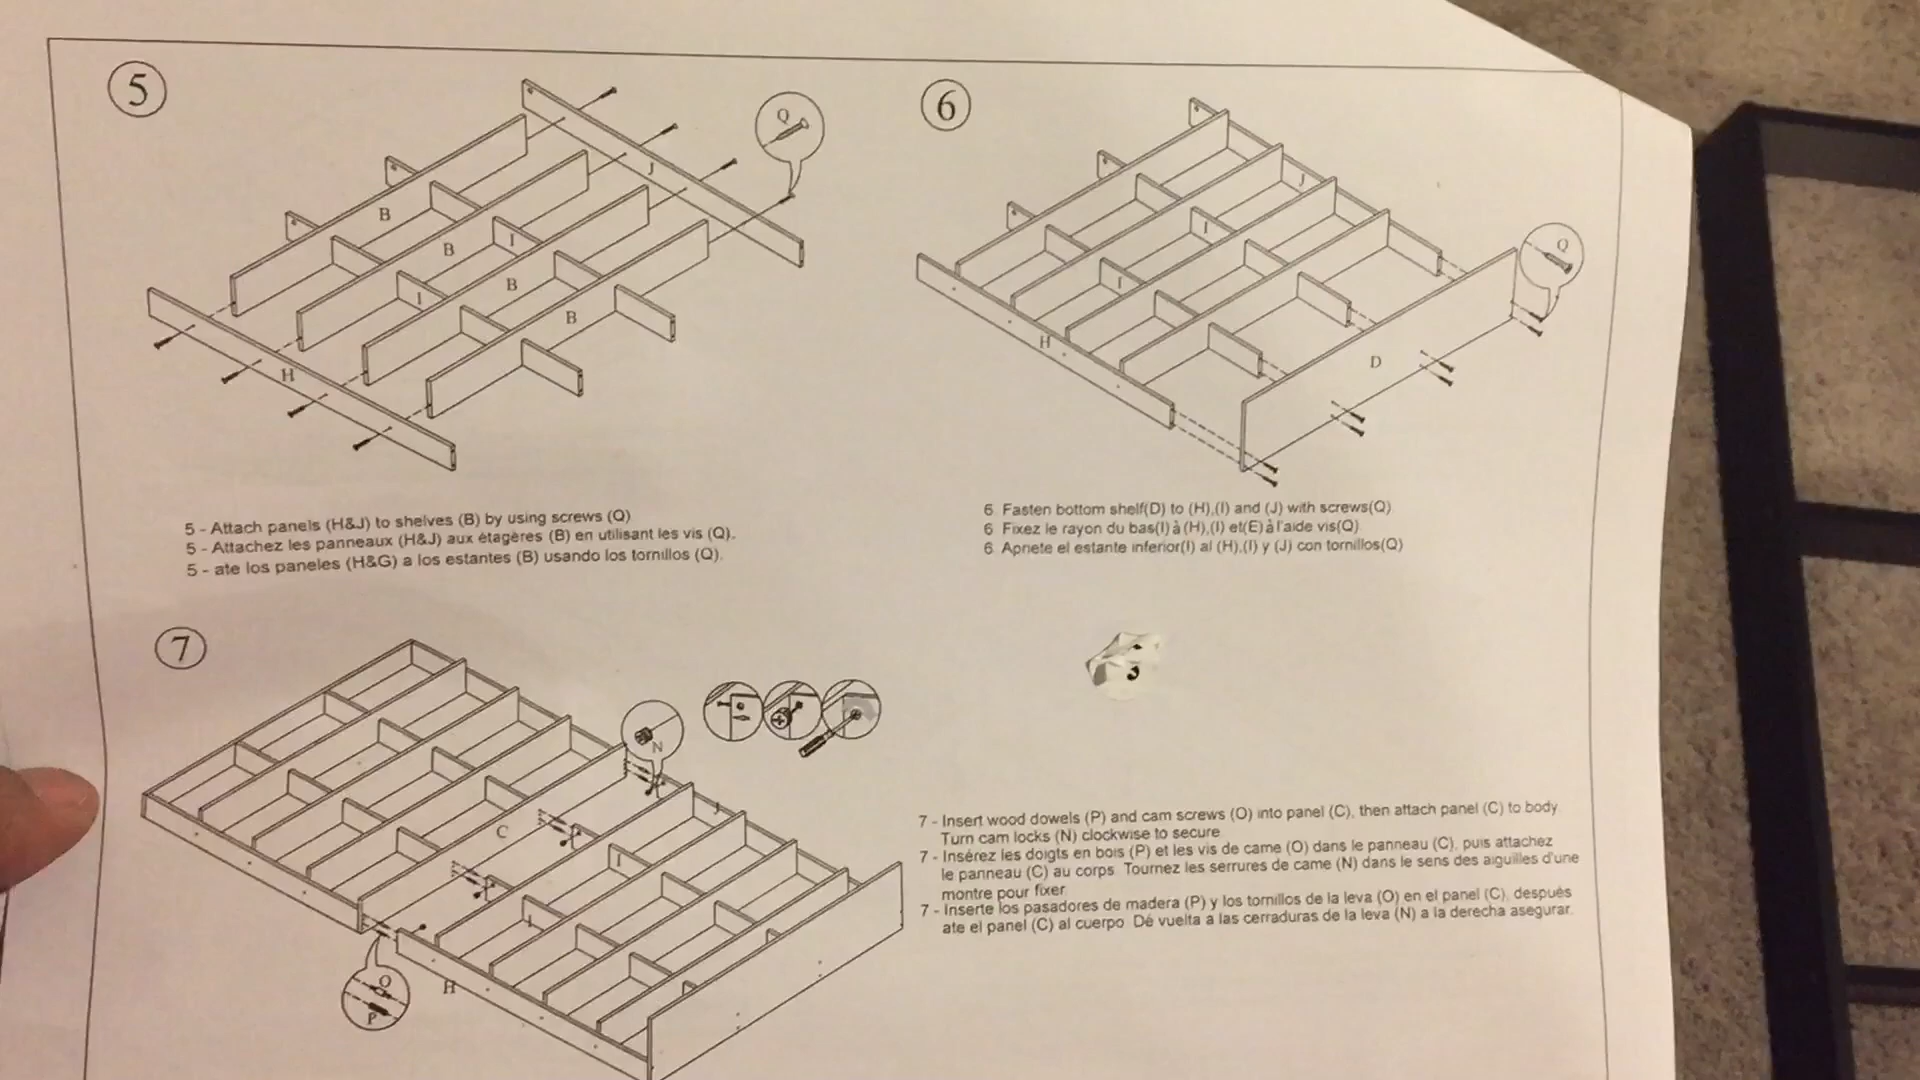 5
Q
J
B
B
I
B
I
B
H
5 - Attach panels (H&J) to shelves (B) by using screws (Q)
5 - Attachez les panneaux (H&J) aux étagères (B) en utilisant les vis (Q).
5 - ate los paneles (H&G) a los estantes (B) usando los tornillos (Q).
6
J
Q
I
I
H
D
6 Fasten bottom shelf(D) to (H),(I) and (J) with screws(Q)
6 Fixez le rayon du bas(I) à (H),(I) et(E) à l'aide vis(Q)
6 Apriete el estante inferior(I) al (H),(I) y (J) con tornillos(Q)
7
N
J
C
I
I
H
O
P
7 - Insert wood dowels (P) and cam screws (O) into panel (C), then attach panel (C) to body
Turn cam locks (N) clockwise to secure
7 - Insérez les doigts en bois (P) et les vis de came (O) dans le panneau (C), puis attachez
le panneau (C) au corps Tournez les serrures de came (N) dans le sens des aiguilles d'une
montre pour fixer
7 - Inserte los pasadores de madera (P) y los tornillos de la leva (O) en el panel (C), después
ate el panel (C) al cuerpo Dé vuelta a las cerraduras de la leva (N) a la derecha asegurar.